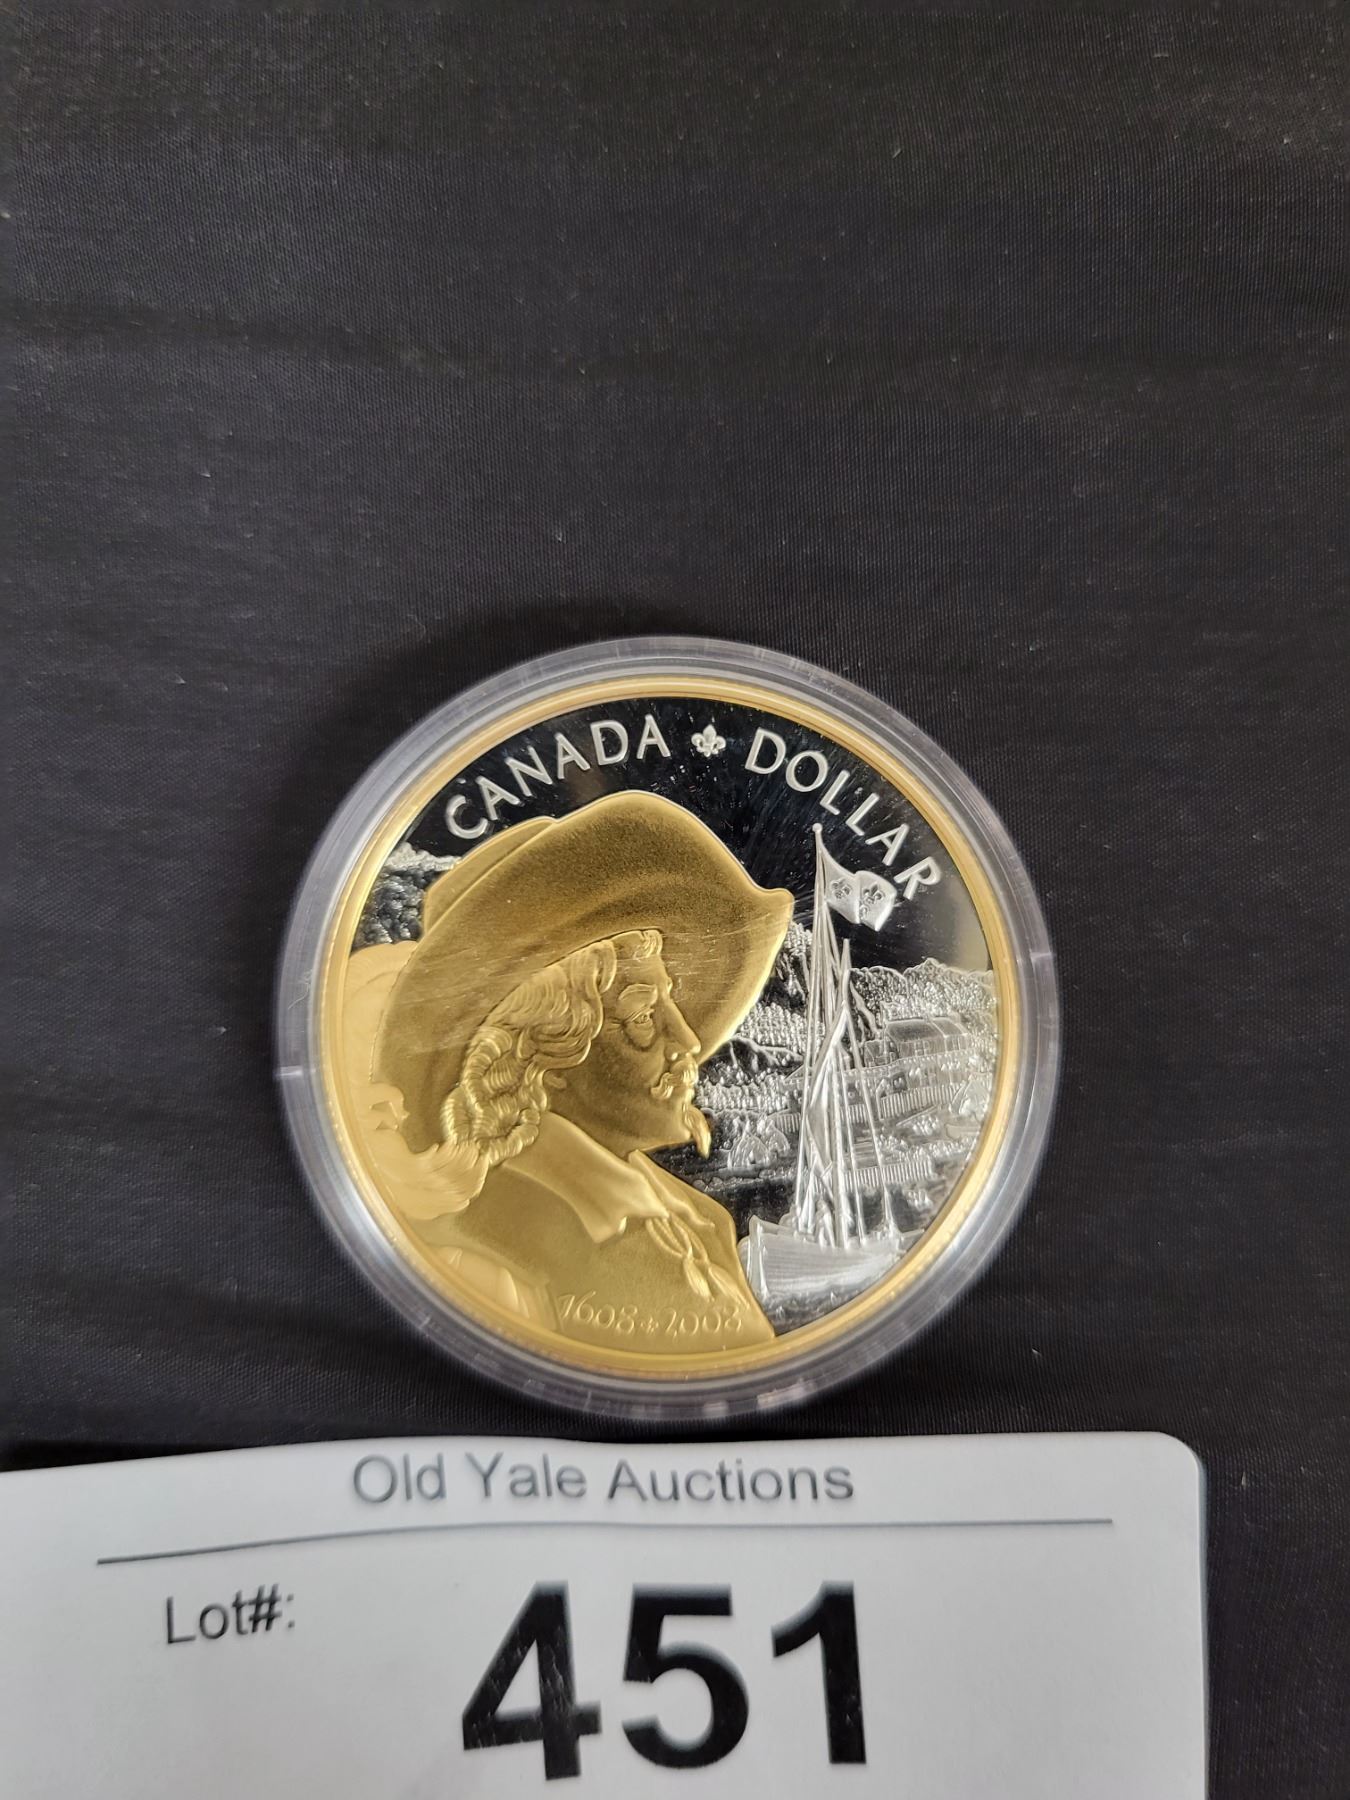 CANADA ⚜ DOLLAR
1608 ⚜ 2008
Old Yale Auctions
Lot#:
451